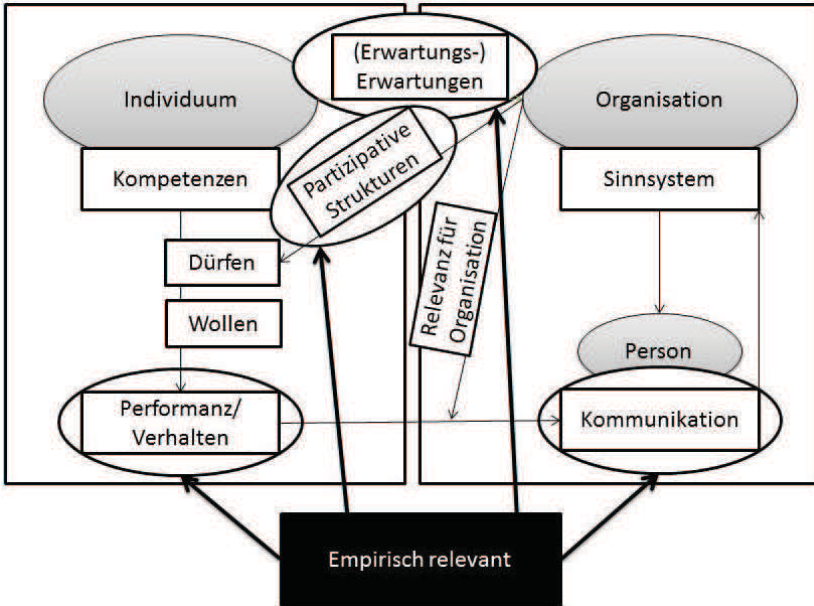 (Erwartungs-)
Erwartungen
Individuum
Organisation
Partizipative
Strukturen
Kompetenzen
Sinnsystem
Relevanz für
Organisation
Dürfen
Wollen
Person
Performanz/
Verhalten
Kommunikation
Empirisch relevant